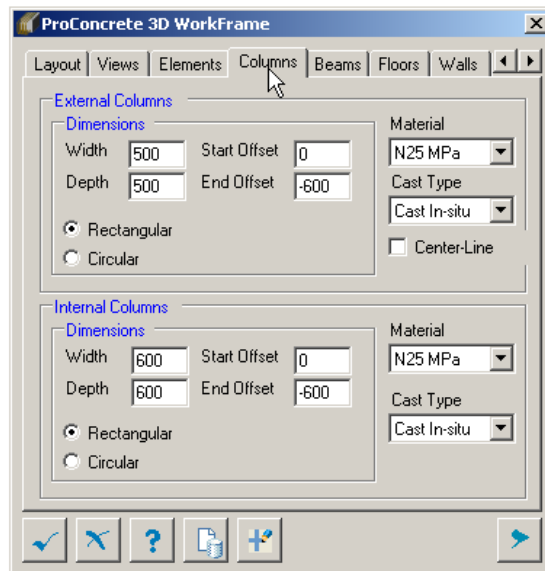 ProConcrete 3D WorkFrame
Layout Views Elements Columns Beams Floors Walls
External Columns
Dimensions
Material
Width 500 Start Offset 0
N25 MPa
Depth 500 End Offset -600
Cast Type
Cast In-situ
Rectangular
Center-Line
Circular
Internal Columns
Dimensions
Material
Width 600 Start Offset 0
N25 MPa
Depth 600 End Offset -600
Cast Type
Cast In-situ
Rectangular
Circular
?